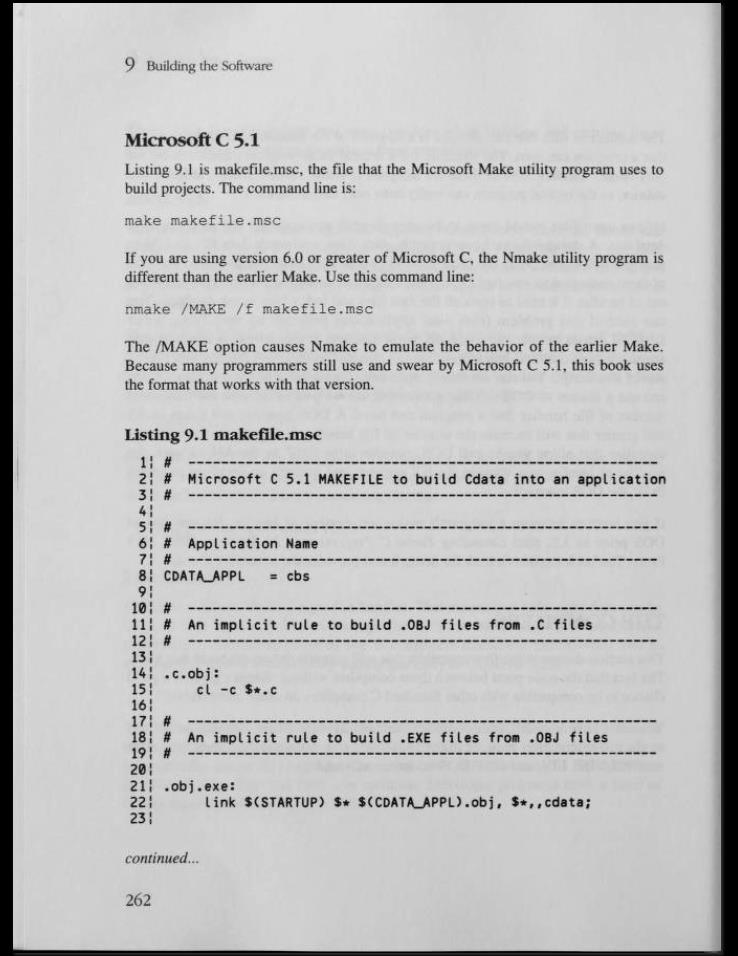 9 Building the Software
Microsoft C 5.1
Listing 9.1 is makefile.msc, the file that the Microsoft Make utility program uses to
build projects. The command line is:
make makefile.msc
If you are using version 6.0 or greater of Microsoft C, the Nmake utility program is
different than the earlier Make. Use this command line:
nmake /MAKE /f makefile.msc
The /MAKE option causes Nmake to emulate the behavior of the earlier Make.
Because many programmers still use and swear by Microsoft C 5.1, this book uses
the format that works with that version.
Listing 9.1 makefile.msc
1¦ # ---------------------------------------------------------
2¦ # Microsoft C 5.1 MAKEFILE to build Cdata into an application
3¦ # ---------------------------------------------------------
4¦
5¦ # ---------------------------------------------------------
6¦ # Application Name
7¦ # ---------------------------------------------------------
8¦ CDATA_APPL = cbs
9¦
10¦ # ---------------------------------------------------------
11¦ # An implicit rule to build .OBJ files from .C files
12¦ # ---------------------------------------------------------
13¦
14¦ .c.obj:
15¦ cl -c $*.c
16¦
17¦ # ---------------------------------------------------------
18¦ # An implicit rule to build .EXE files from .OBJ files
19¦ # ---------------------------------------------------------
20¦
21¦ .obj.exe:
22¦ link $(STARTUP) $* $(CDATA_APPL).obj, $*,,cdata;
23¦
continued...
262